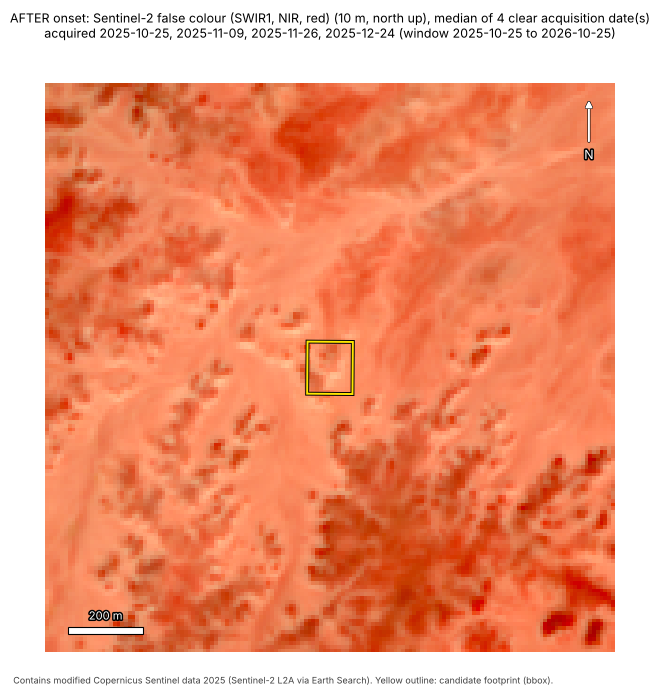 AFTER onset: Sentinel-2 false colour (SWIR1, NIR, red) (10 m, north up), median of 4 clear acquisition date(s)
acquired 2025-10-25, 2025-11-09, 2025-11-26, 2025-12-24 (window 2025-10-25 to 2026-10-25)
N
200 m
Contains modified Copernicus Sentinel data 2025 (Sentinel-2 L2A via Earth Search). Yellow outline: candidate footprint (bbox).